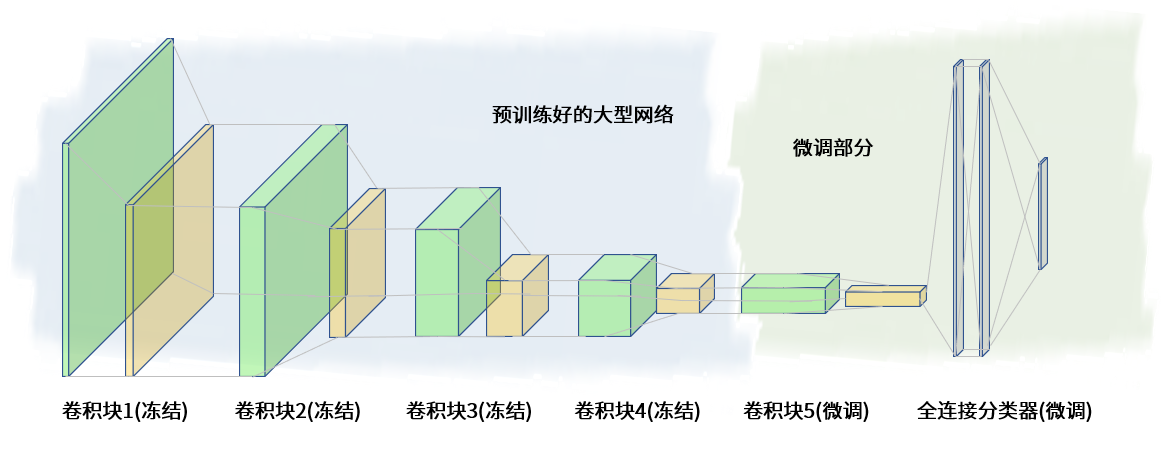 预训练好的大型网络
微调部分
卷积块1(冻结)
卷积块2(冻结)
卷积块3(冻结)
卷积块4(冻结)
卷积块5(微调)
全连接分类器(微调)